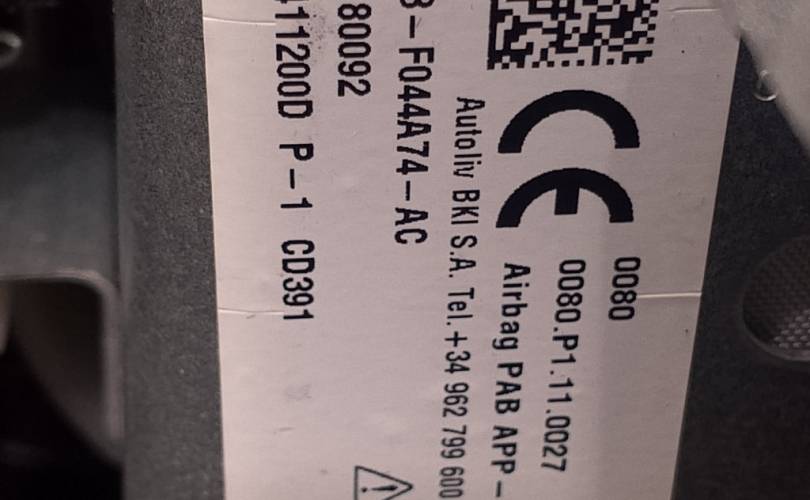 0080
CE 0080.P1.11.0027
Airbag PAB APP-
Autoliv BKI S.A. Tel.+34 962 799 600
3-F044A74-AC
80092
11200D P-1 CD391